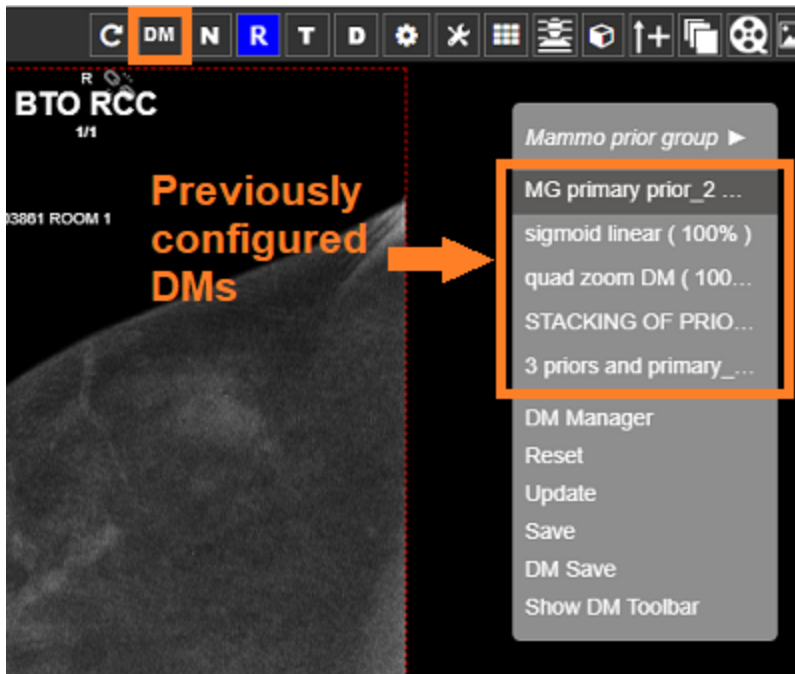 C DM N R T D
R
BTO RCC
1/1
03861 ROOM 1
Previously
configured
DMs
Mammo prior group ►
MG primary prior_2 ...
sigmoid linear ( 100% )
quad zoom DM ( 100...
STACKING OF PRIO...
3 priors and primary_...
DM Manager
Reset
Update
Save
DM Save
Show DM Toolbar